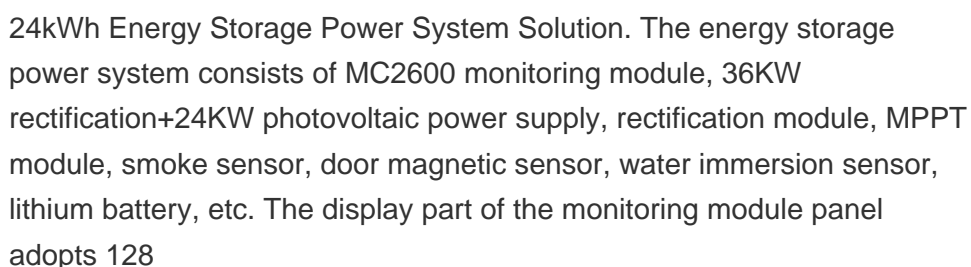 24kWh Energy Storage Power System Solution. The energy storage
power system consists of MC2600 monitoring module, 36KW
rectification+24KW photovoltaic power supply, rectification module, MPPT
module, smoke sensor, door magnetic sensor, water immersion sensor,
lithium battery, etc. The display part of the monitoring module panel
adopts 128